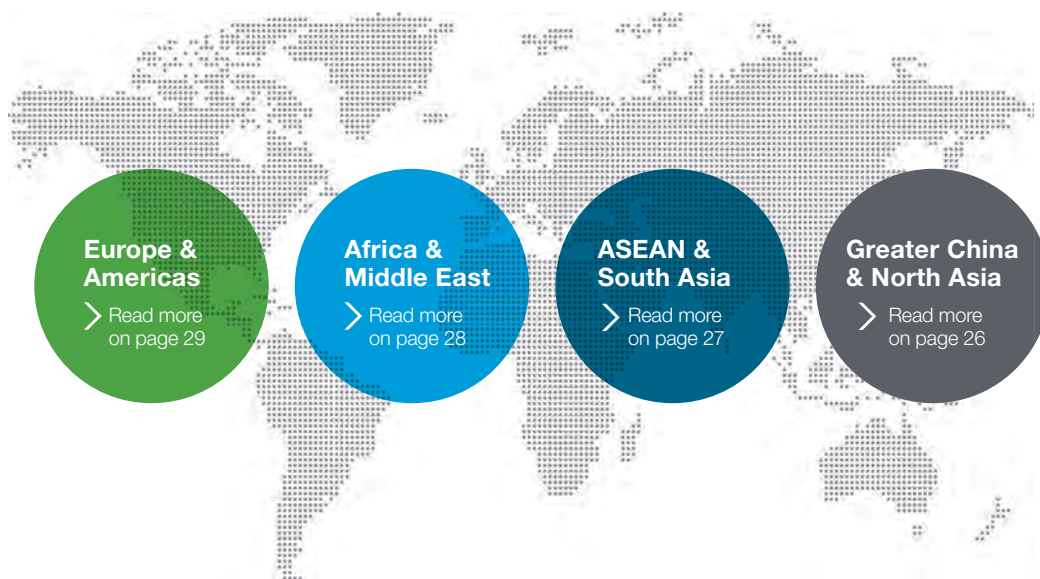 Europe &
Americas
Read more
on page 29
Africa &
Middle East
Read more
on page 28
ASEAN &
South Asia
Read more
on page 27
Greater China
& North Asia
Read more
on page 26